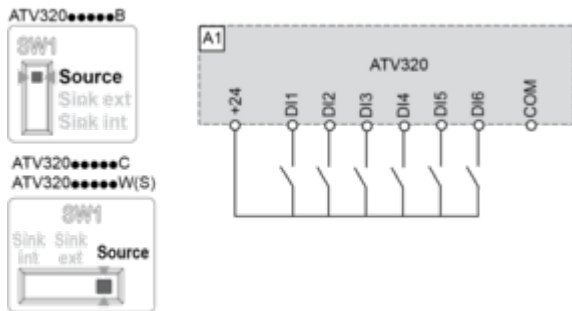 ATV320●●●●●B
SW1
Source
Sink ext
Sink int
ATV320●●●●●C
ATV320●●●●●W(S)
SW1
Sink int
Sink ext
Source
A1
ATV320
+24
DI1
DI2
DI3
DI4
DI5
DI6
COM